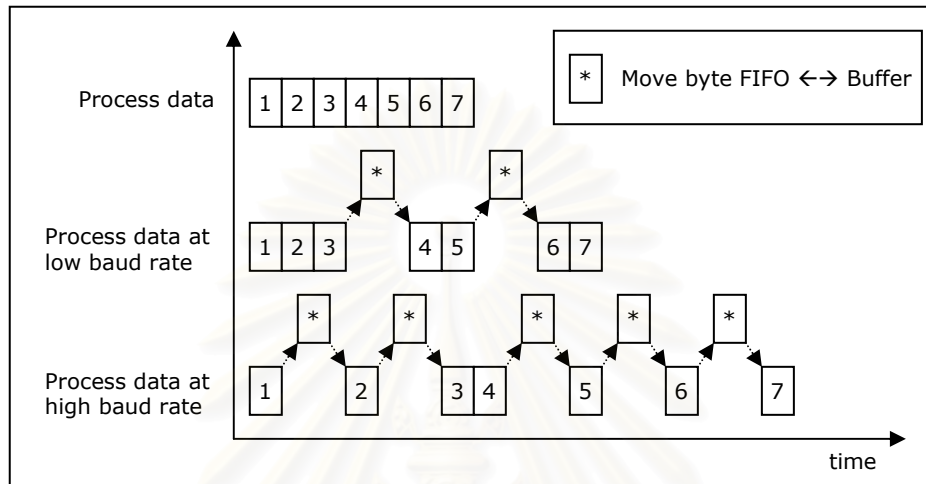 * Move byte FIFO ←→ Buffer
Process data
1 2 3 4 5 6 7
* *
Process data at
low baud rate
1 2 3 4 5 6 7
* * * * *
Process data at
high baud rate
1 2 3 4 5 6 7
time